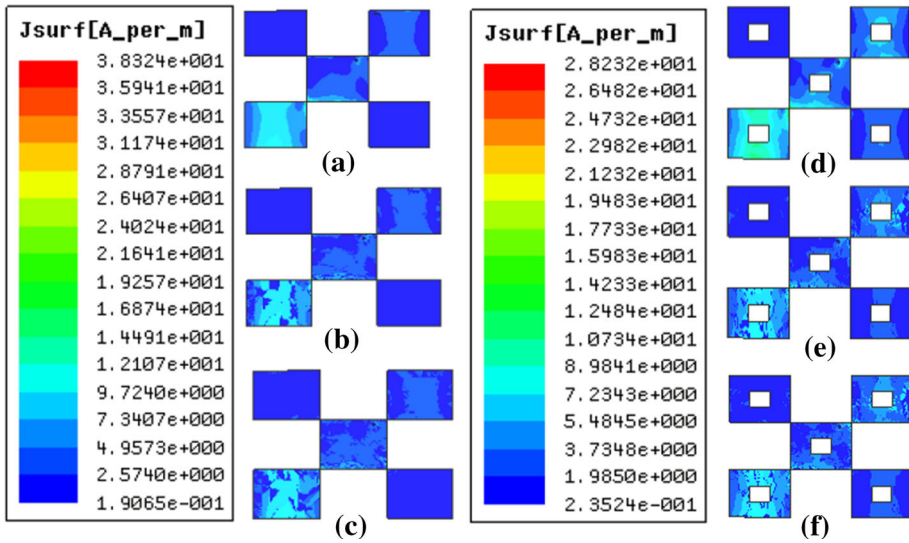 Jsurf[A_per_m]
3.8324e+001
3.5941e+001
3.3557e+001
3.1174e+001
2.8791e+001
2.6407e+001
2.4024e+001
2.1641e+001
1.9257e+001
1.6874e+001
1.4491e+001
1.2107e+001
9.7240e+000
7.3407e+000
4.9573e+000
2.5740e+000
1.9065e-001
(a)
(b)
(c)
Jsurf[A_per_m]
2.8232e+001
2.6482e+001
2.4732e+001
2.2982e+001
2.1232e+001
1.9483e+001
1.7733e+001
1.5983e+001
1.4233e+001
1.2484e+001
1.0734e+001
8.9841e+000
7.2343e+000
5.4845e+000
3.7348e+000
1.9850e+000
2.3524e-001
(d)
(e)
(f)